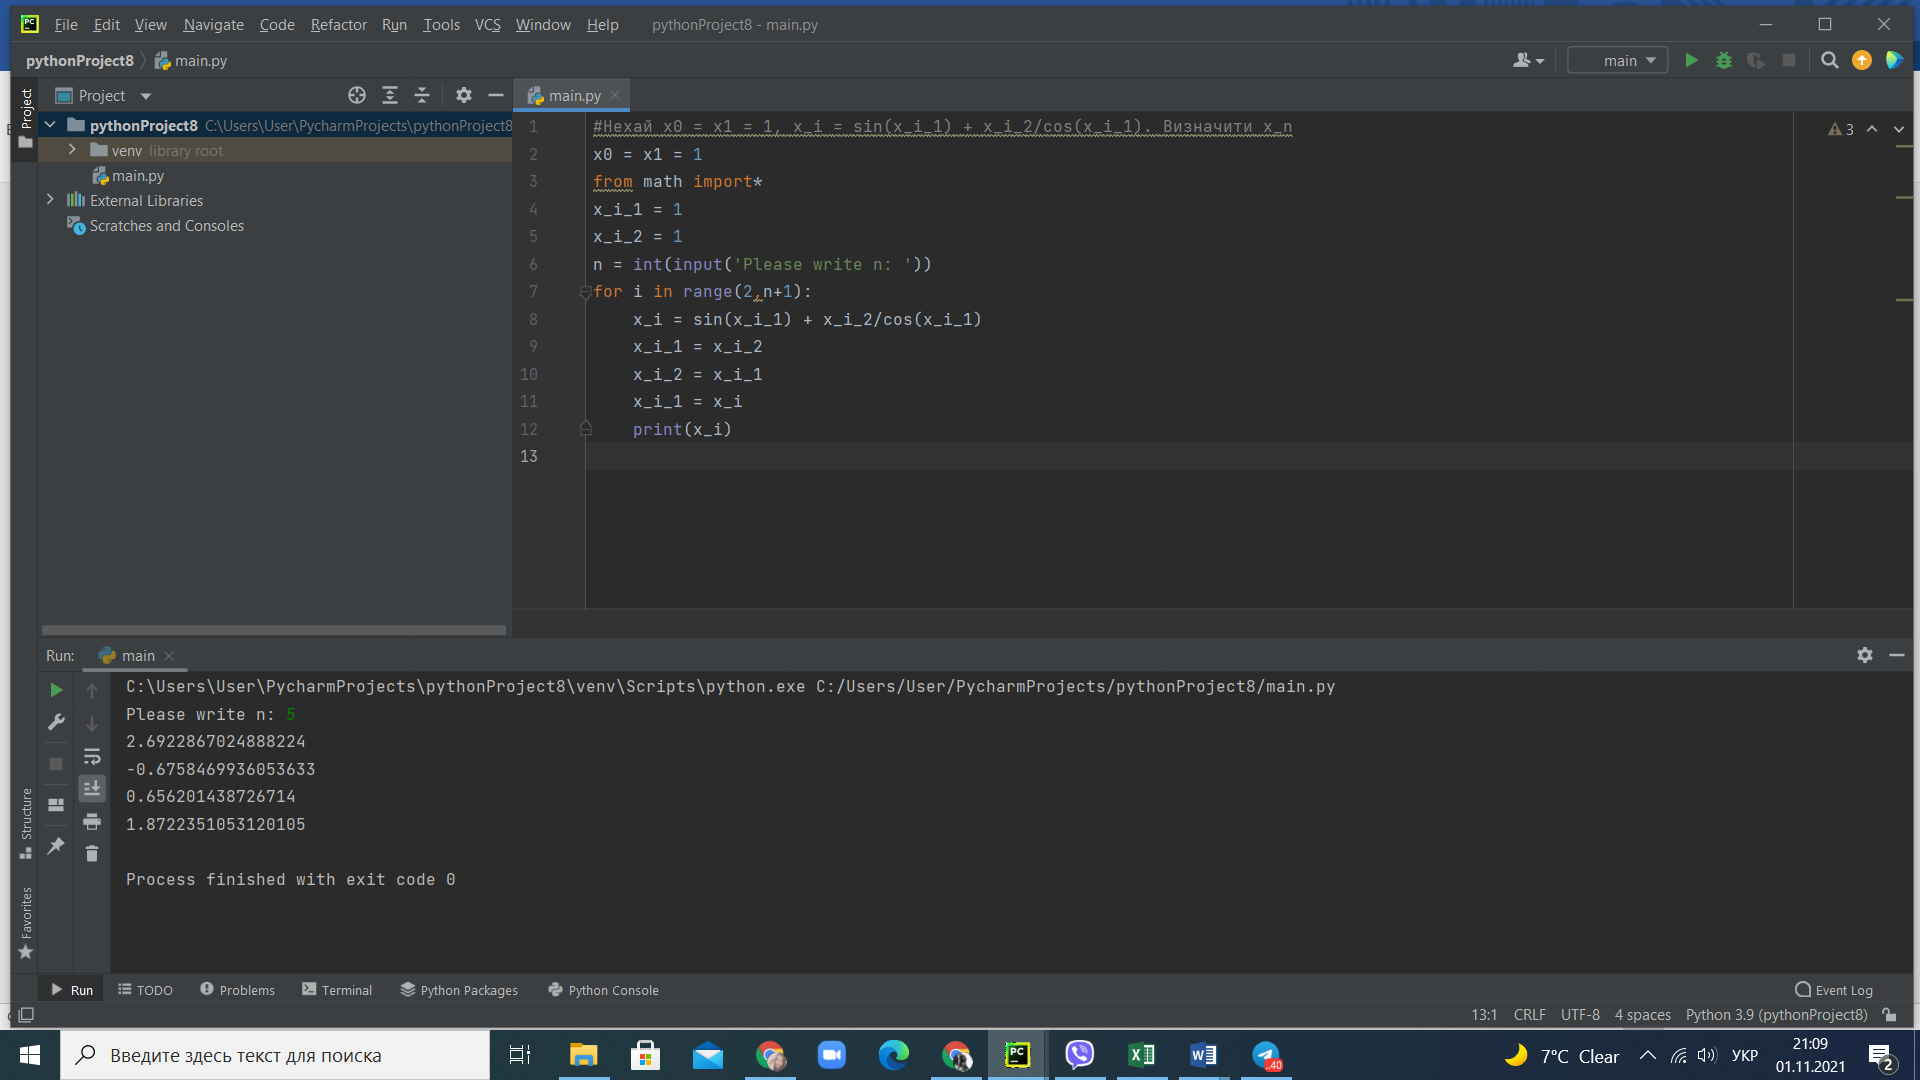 File Edit View Navigate Code Refactor Run Tools VCS Window Help pythonProject8 - main.py
pythonProject8 main.py main
Project
Project main.py
pythonProject8 C:\Users\User\PycharmProjects\pythonProject8
venv library root
main.py
External Libraries
Scratches and Consoles
1 #Нехай x0 = x1 = 1, x_i = sin(x_i_1) + x_i_2/cos(x_i_1). Визначити x_n
3
2 x0 = x1 = 1
3 from math import*
4 x_i_1 = 1
5 x_i_2 = 1
6 n = int(input('Please write n: '))
7 for i in range(2,n+1):
8 x_i = sin(x_i_1) + x_i_2/cos(x_i_1)
9 x_i_1 = x_i_2
10 x_i_2 = x_i_1
11 x_i_1 = x_i
12 print(x_i)
13
Run: main
C:\Users\User\PycharmProjects\pythonProject8\venv\Scripts\python.exe C:/Users/User/PycharmProjects/pythonProject8/main.py
Please write n: 5
2.6922867024888224
-0.6758469936053633
0.656201438726714
1.8722351053120105
Process finished with exit code 0
Structure
Favorites
Run TODO Problems Terminal Python Packages Python Console Event Log
13:1 CRLF UTF-8 4 spaces Python 3.9 (pythonProject8)
Введите здесь текст для поиска
PC
40
7°C Clear
УКР
21:09
01.11.2021
2